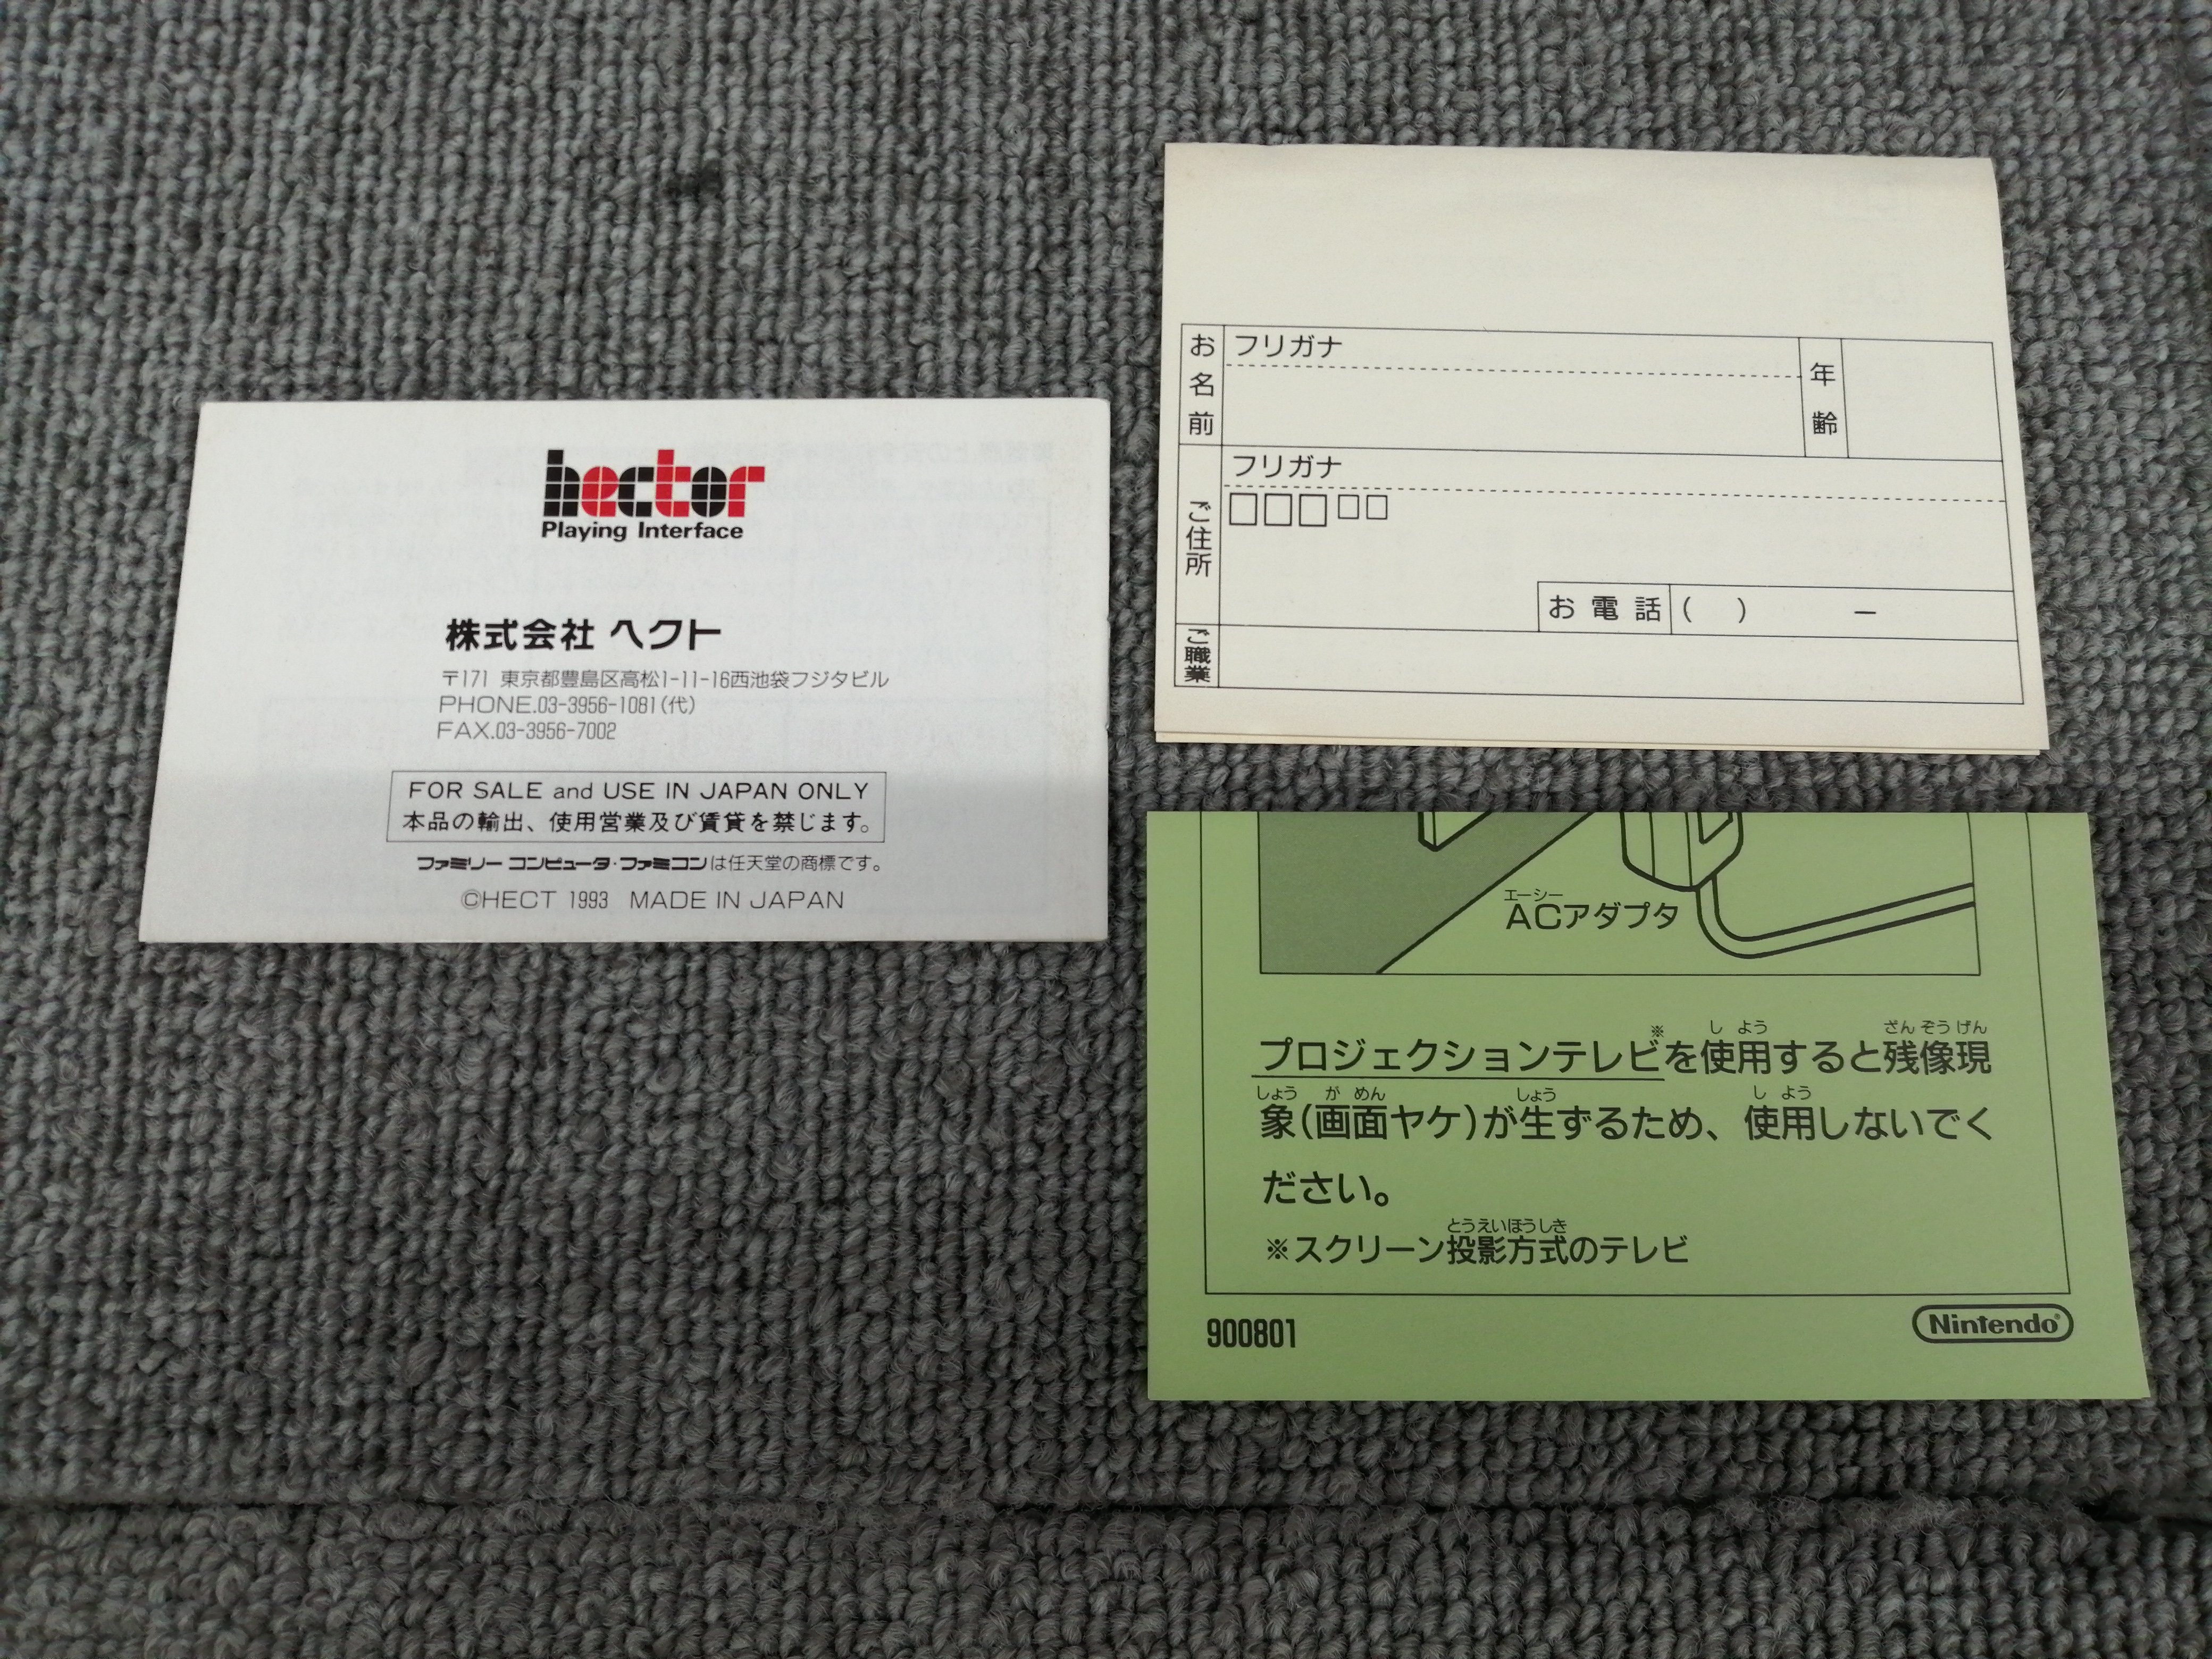 hector
Playing Interface
株式会社 ヘクト
〒171 東京都豊島区高松1-11-16西池袋フジタビル
PHONE.03-3956-1081(代)
FAX.03-3956-7002
FOR SALE and USE IN JAPAN ONLY
本品の輸出、使用営業及び賃貸を禁じます。
ファミリー コンピュータ・ファミコンは任天堂の商標です。
©HECT 1993 MADE IN JAPAN
お名前
フリガナ
年齢
ご住所
フリガナ
お電話 ( ) －
ご職業
エーシー
ACアダプタ
※ し よう ざん ぞう げん
プロジェクションテレビを使用すると残像現
しょう が めん しょう し よう
象(画面ヤケ)が生ずるため、使用しないでく
ださい。
とうえいほうしき
※スクリーン投影方式のテレビ
900801
Nintendo